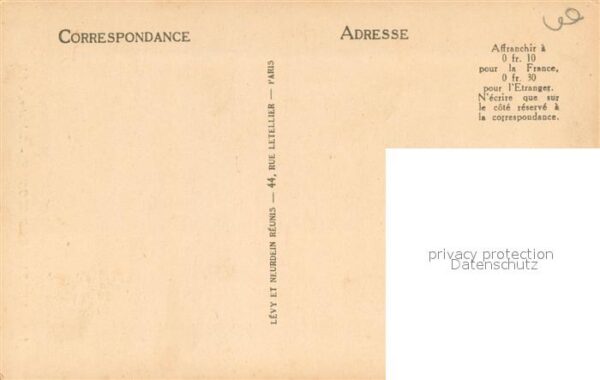 CORRESPONDANCE
ADRESSE
Affranchir à
0 fr. 10
pour la France,
0 fr. 30
pour l'Etranger.
N'écrire que sur
le côté réservé à
la correspondance.
LÉVY ET NEURDEIN RÉUNIS — 44, RUE LETELLIER — PARIS
privacy protection
Datenschutz